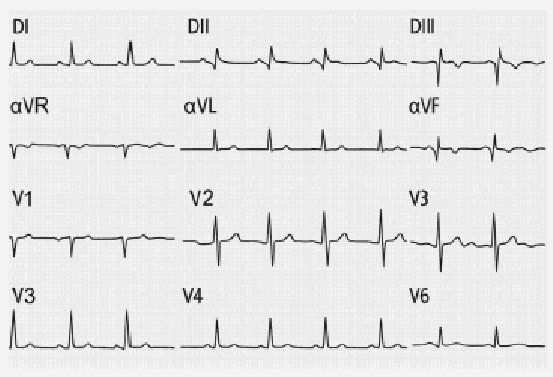 DI DII DIII
αVR αVL αVF
V1 V2 V3
V3 V4 V6